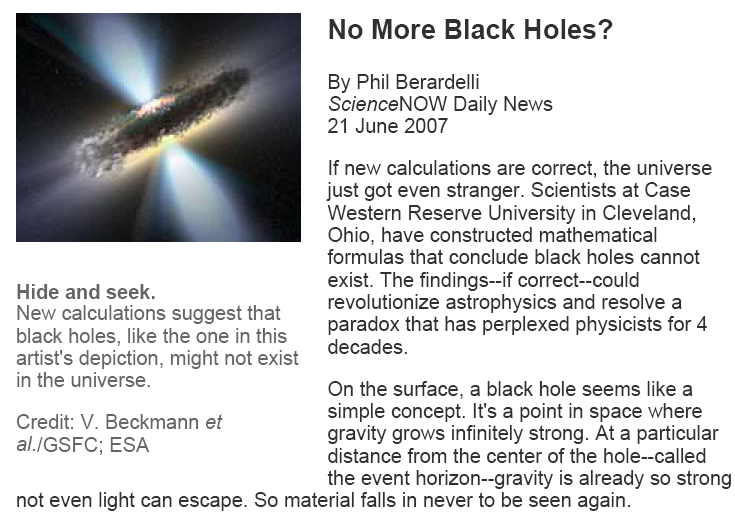 No More Black Holes?
By Phil Berardelli
ScienceNOW Daily News
21 June 2007
If new calculations are correct, the universe
just got even stranger. Scientists at Case
Western Reserve University in Cleveland,
Ohio, have constructed mathematical
formulas that conclude black holes cannot
exist. The findings--if correct--could
revolutionize astrophysics and resolve a
paradox that has perplexed physicists for 4
decades.
Hide and seek.
New calculations suggest that
black holes, like the one in this
artist's depiction, might not exist
in the universe.
Credit: V. Beckmann et
al./GSFC; ESA
On the surface, a black hole seems like a
simple concept. It's a point in space where
gravity grows infinitely strong. At a particular
distance from the center of the hole--called
the event horizon--gravity is already so strong
not even light can escape. So material falls in never to be seen again.